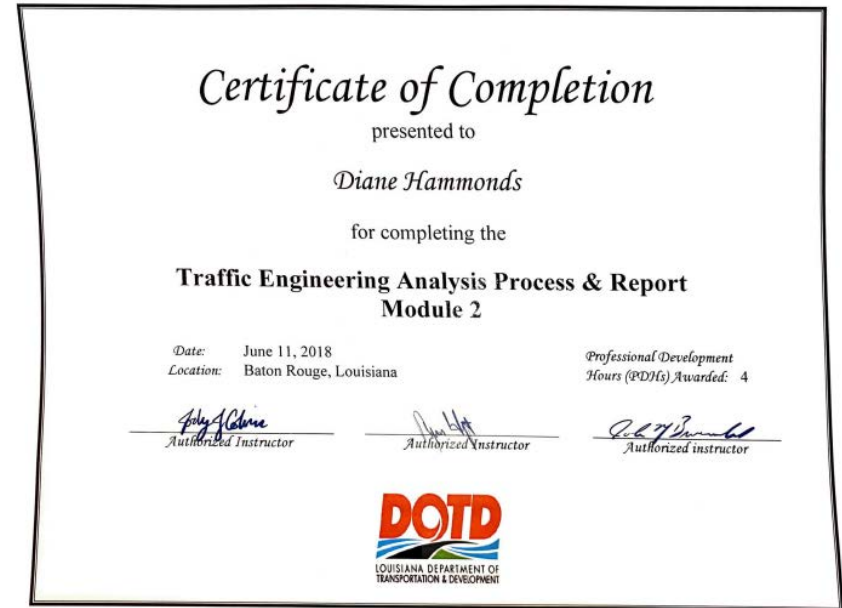 Certificate of Completion
presented to
Diane Hammonds
for completing the
Traffic Engineering Analysis Process & Report
Module 2
Date: June 11, 2018
Location: Baton Rouge, Louisiana
Professional Development
Hours (PDHs) Awarded: 4
Authorized Instructor
Authorized Instructor
Authorized instructor
DOTD
LOUISIANA DEPARTMENT OF
TRANSPORTATION & DEVELOPMENT